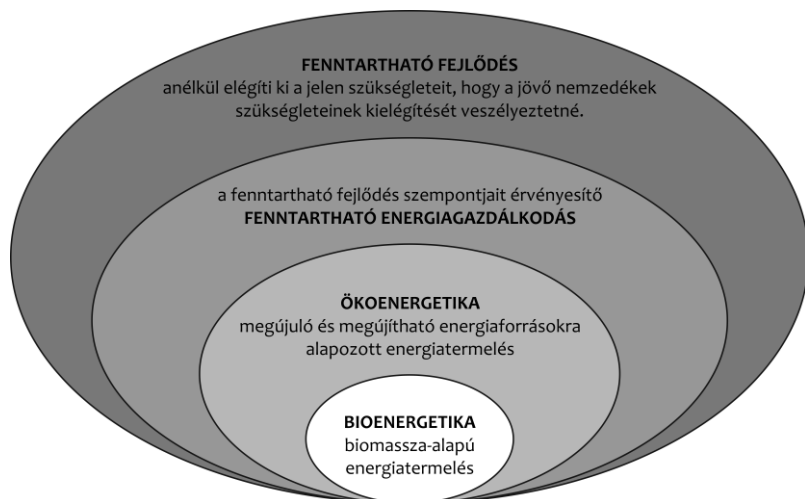 FENNTARTHATÓ FEJLŐDÉS
anélkül elégíti ki a jelen szükségleteit, hogy a jövő nemzedékek
szükségleteinek kielégítését veszélyeztetné.
a fenntartható fejlődés szempontjait érvényesítő
FENNTARTHATÓ ENERGIAGAZDÁLKODÁS
ÖKOENERGETIKA
megújuló és megújítható energiaforrásokra
alapozott energiatermelés
BIOENERGETIKA
biomassza-alapú
energiatermelés